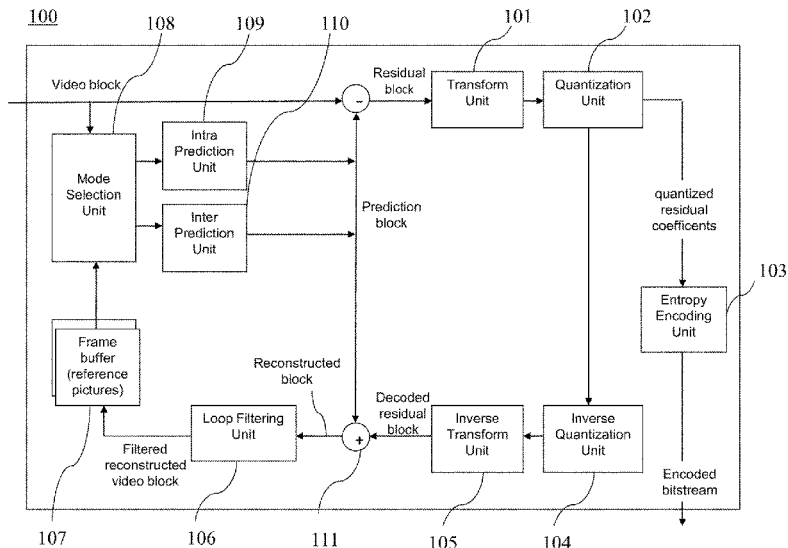 100
108
109
110
101
102
Video block
Residual
block
Transform
Unit
Quantization
Unit
-
Intra
Prediction
Unit
Mode
Selection
Unit
Inter
Prediction
Unit
Prediction
block
quantized
residual
coefficents
103
Entropy
Encoding
Unit
Frame
buffer
(reference
pictures)
Reconstructed
block
Loop Filtering
Unit
+
Decoded
residual
block
Inverse
Transform
Unit
Inverse
Quantization
Unit
Filtered
reconstructed
video block
Encoded
bitstream
107
106
111
105
104